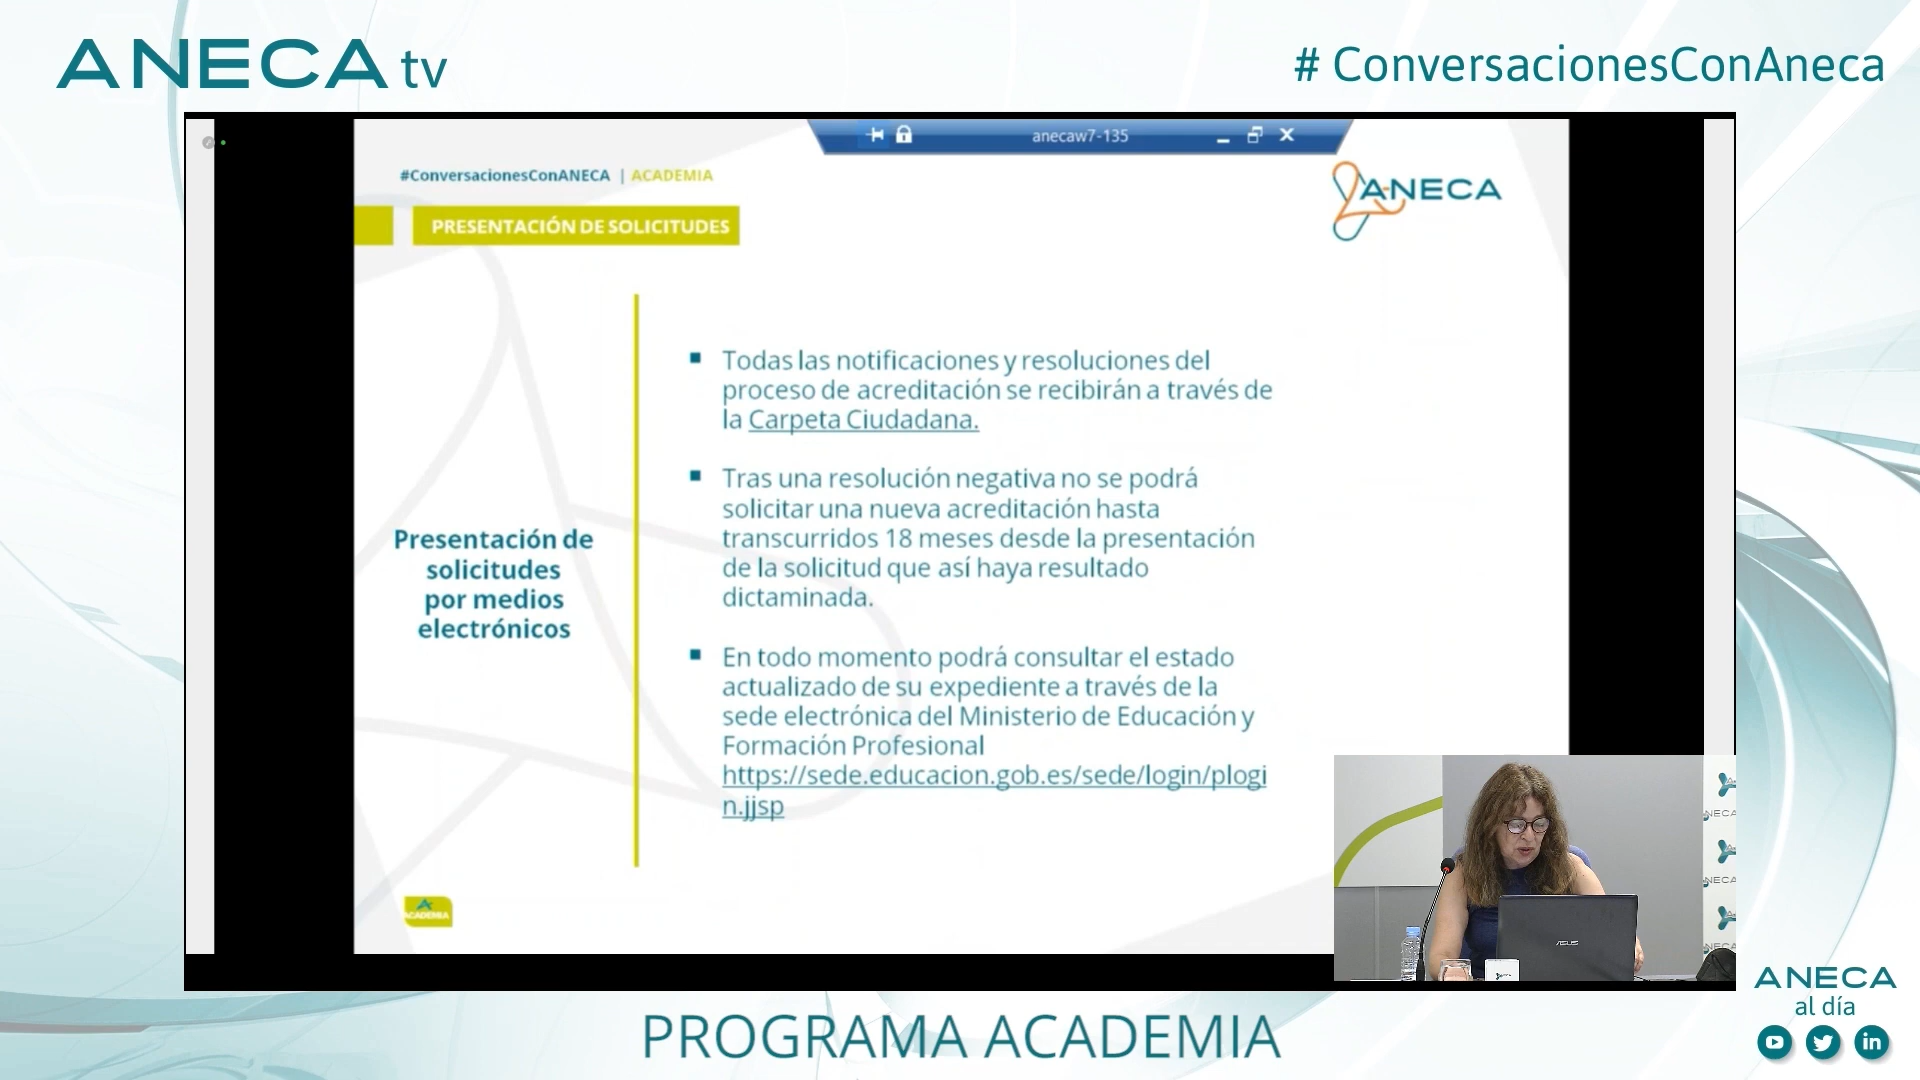 ANECA tv
# ConversacionesConAneca
anecaw7-135
#ConversacionesConANECA | ACADEMIA
ANECA
PRESENTACIÓN DE SOLICITUDES
Presentación de
solicitudes
por medios
electrónicos
Todas las notificaciones y resoluciones del
proceso de acreditación se recibirán a través de
la Carpeta Ciudadana.
Tras una resolución negativa no se podrá
solicitar una nueva acreditación hasta
transcurridos 18 meses desde la presentación
de la solicitud que así haya resultado
dictaminada.
En todo momento podrá consultar el estado
actualizado de su expediente a través de la
sede electrónica del Ministerio de Educación y
Formación Profesional
https://sede.educacion.gob.es/sede/login/plogi
n.jjsp
ACADEMIA
NECA
NECA
NECA
ASUS
ANECA
al día
in
PROGRAMA ACADEMIA